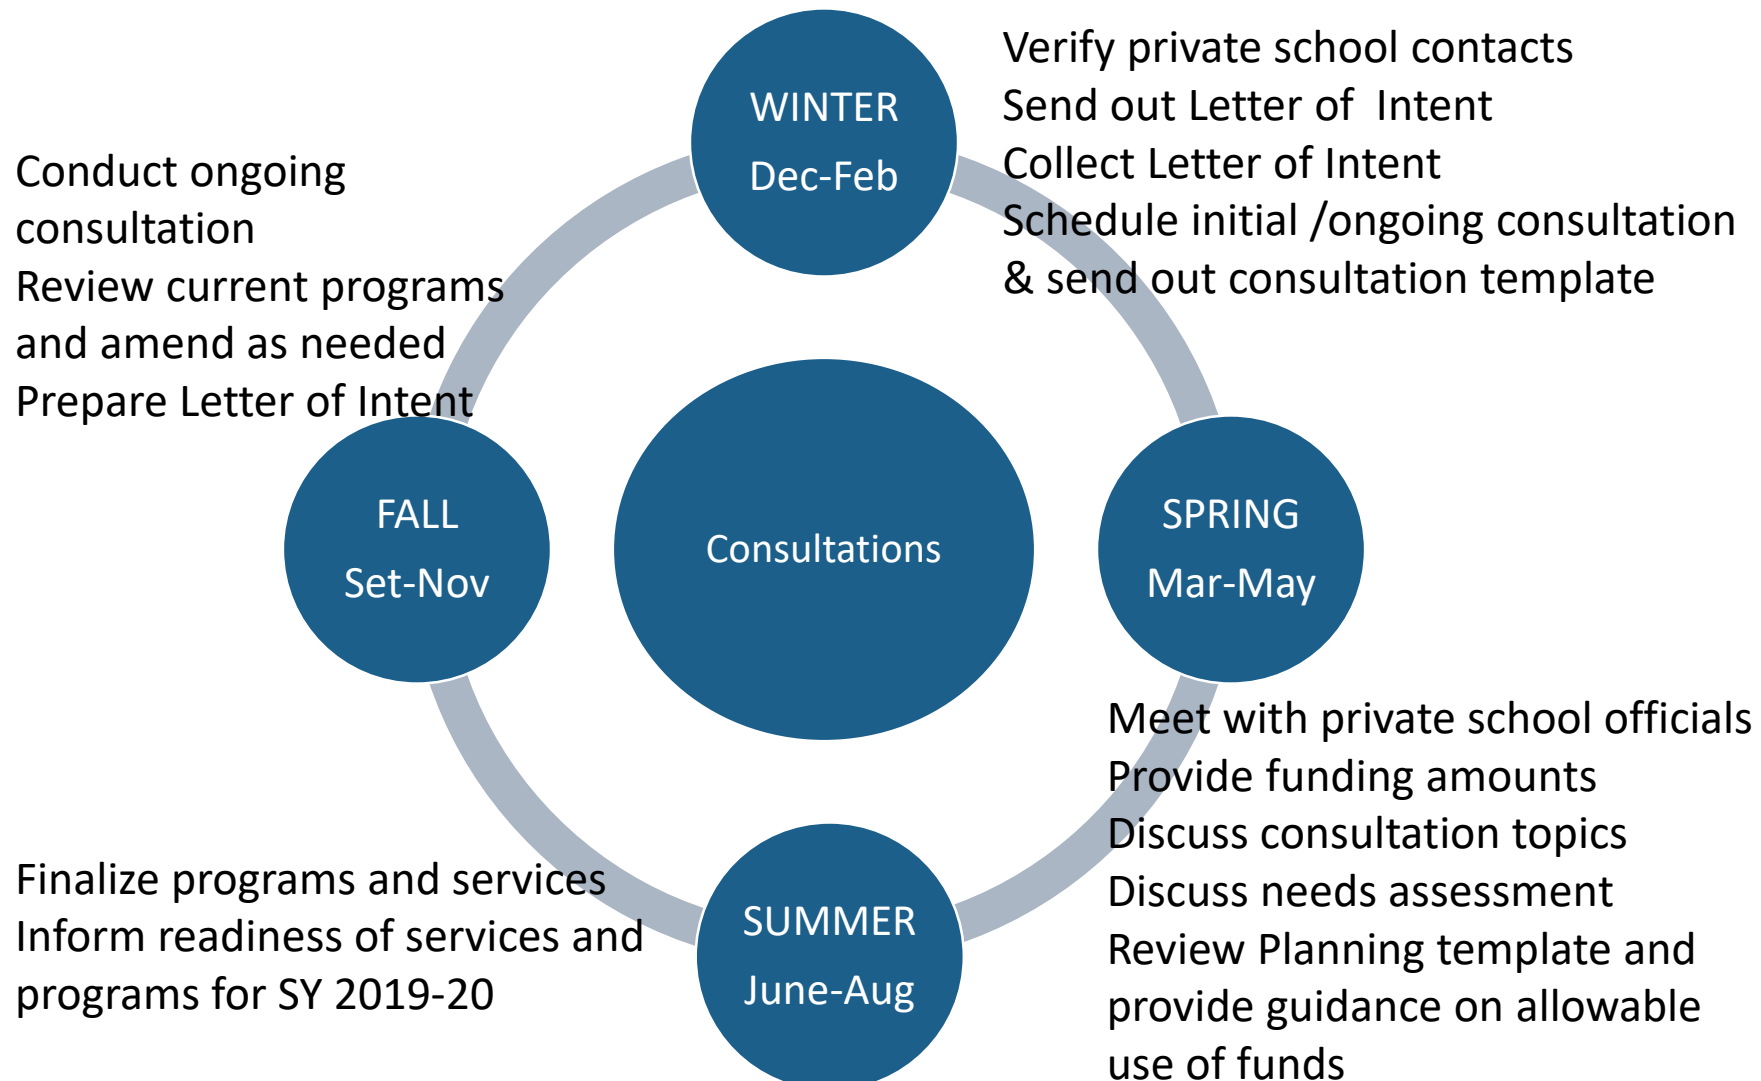 WINTER
Dec-Feb
Verify private school contacts
Send out Letter of  Intent
Collect Letter of Intent
Schedule initial /ongoing consultation
& send out consultation template
Conduct ongoing
consultation
Review current programs
and amend as needed
Prepare Letter of Intent
FALL
Set-Nov
Consultations
SPRING
Mar-May
Meet with private school officials
Provide funding amounts
Discuss consultation topics
Discuss needs assessment
Review Planning template and
provide guidance on allowable
use of funds
Finalize programs and services
Inform readiness of services and
programs for SY 2019-20
SUMMER
June-Aug